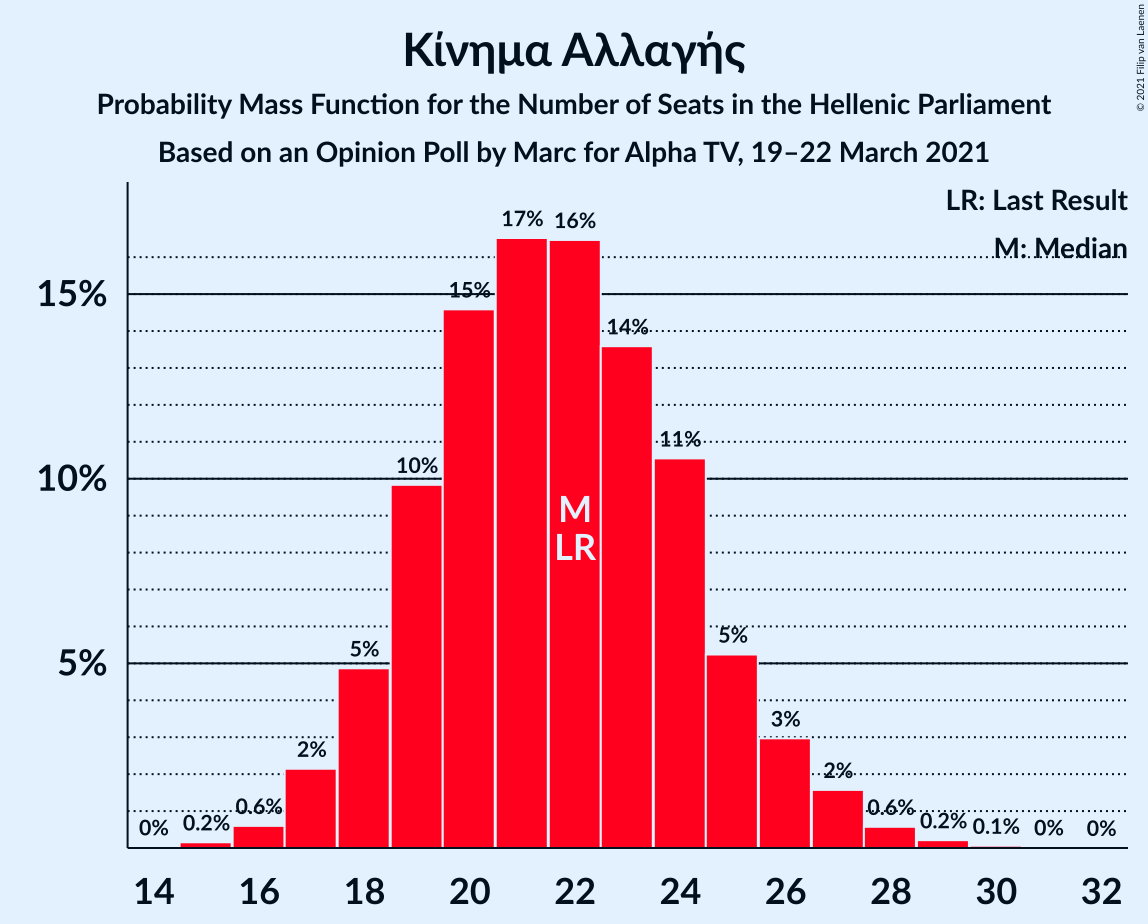 Κίνημα Αλλαγής
Probability Mass Function for the Number of Seats in the Hellenic Parliament
Based on an Opinion Poll by Marc for Alpha TV, 19–22 March 2021
© 2021 Filip van Laenen
LR: Last Result
M: Median
15%
10%
5%
0%
0.2%
0.6%
2%
5%
10%
15%
17%
16%
14%
11%
5%
3%
2%
0.6%
0.2%
0.1%
0%
0%
M
LR
14 16 18 20 22 24 26 28 30 32